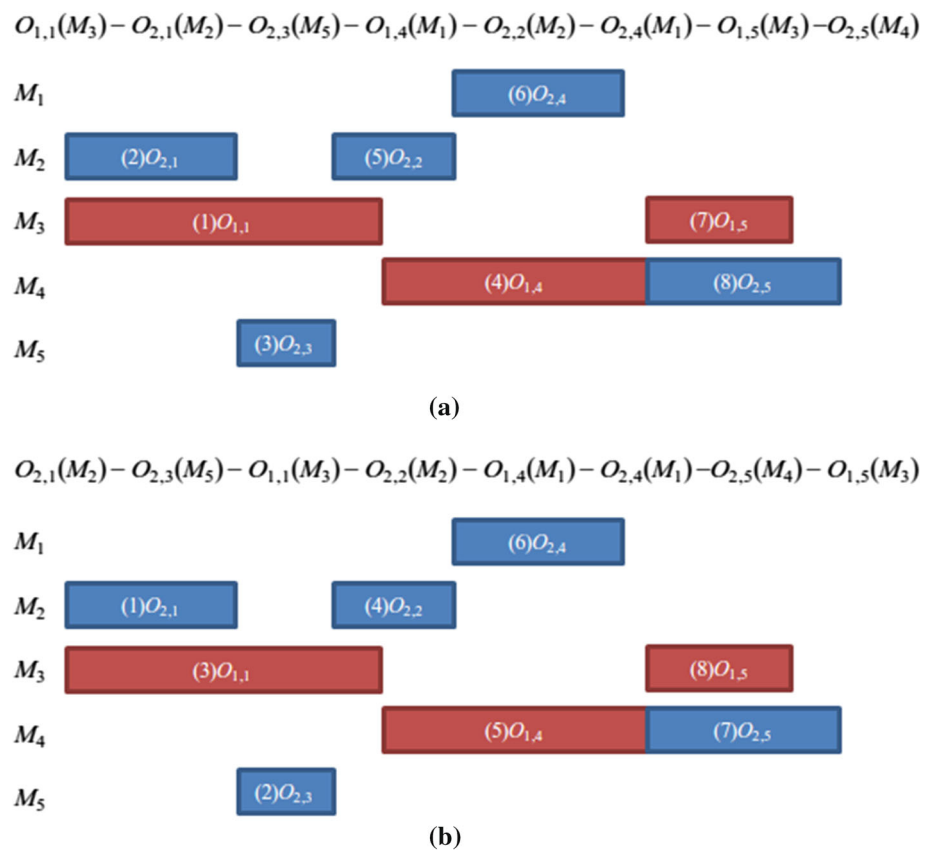 O1,1(M3)–O2,1(M2)–O2,3(M5)–O1,4(M1)–O2,2(M2)–O2,4(M1)–O1,5(M3)–O2,5(M4)
M1 (6)O2,4
M2 (2)O2,1 (5)O2,2
M3 (1)O1,1 (7)O1,5
M4 (4)O1,4 (8)O2,5
M5 (3)O2,3
(a)
O2,1(M2)–O2,3(M5)–O1,1(M3)–O2,2(M2)–O1,4(M1)–O2,4(M1)–O2,5(M4)–O1,5(M3)
M1 (6)O2,4
M2 (1)O2,1 (4)O2,2
M3 (3)O1,1 (8)O1,5
M4 (5)O1,4 (7)O2,5
M5 (2)O2,3
(b)